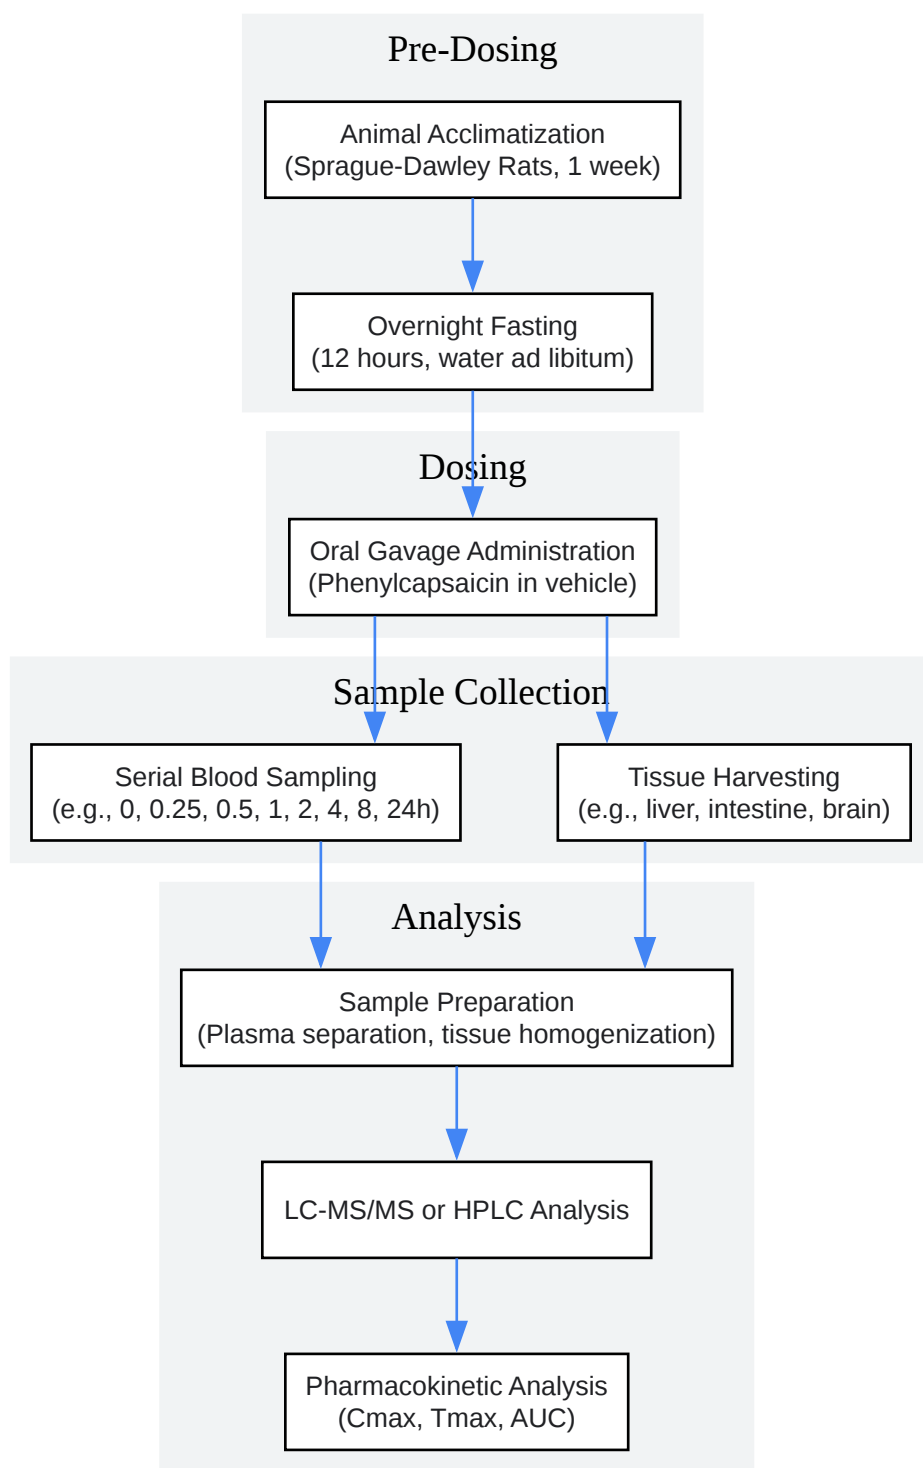 Pre-Dosing
Animal Acclimatization
(Sprague-Dawley Rats, 1 week)
Overnight Fasting
(12 hours, water ad libitum)
Dosing
Oral Gavage Administration
(Phenylcapsaicin in vehicle)
Sample Collection
Serial Blood Sampling
(e.g., 0, 0.25, 0.5, 1, 2, 4, 8, 24h)
Tissue Harvesting
(e.g., liver, intestine, brain)
Analysis
Sample Preparation
(Plasma separation, tissue homogenization)
LC-MS/MS or HPLC Analysis
Pharmacokinetic Analysis
(Cmax, Tmax, AUC)